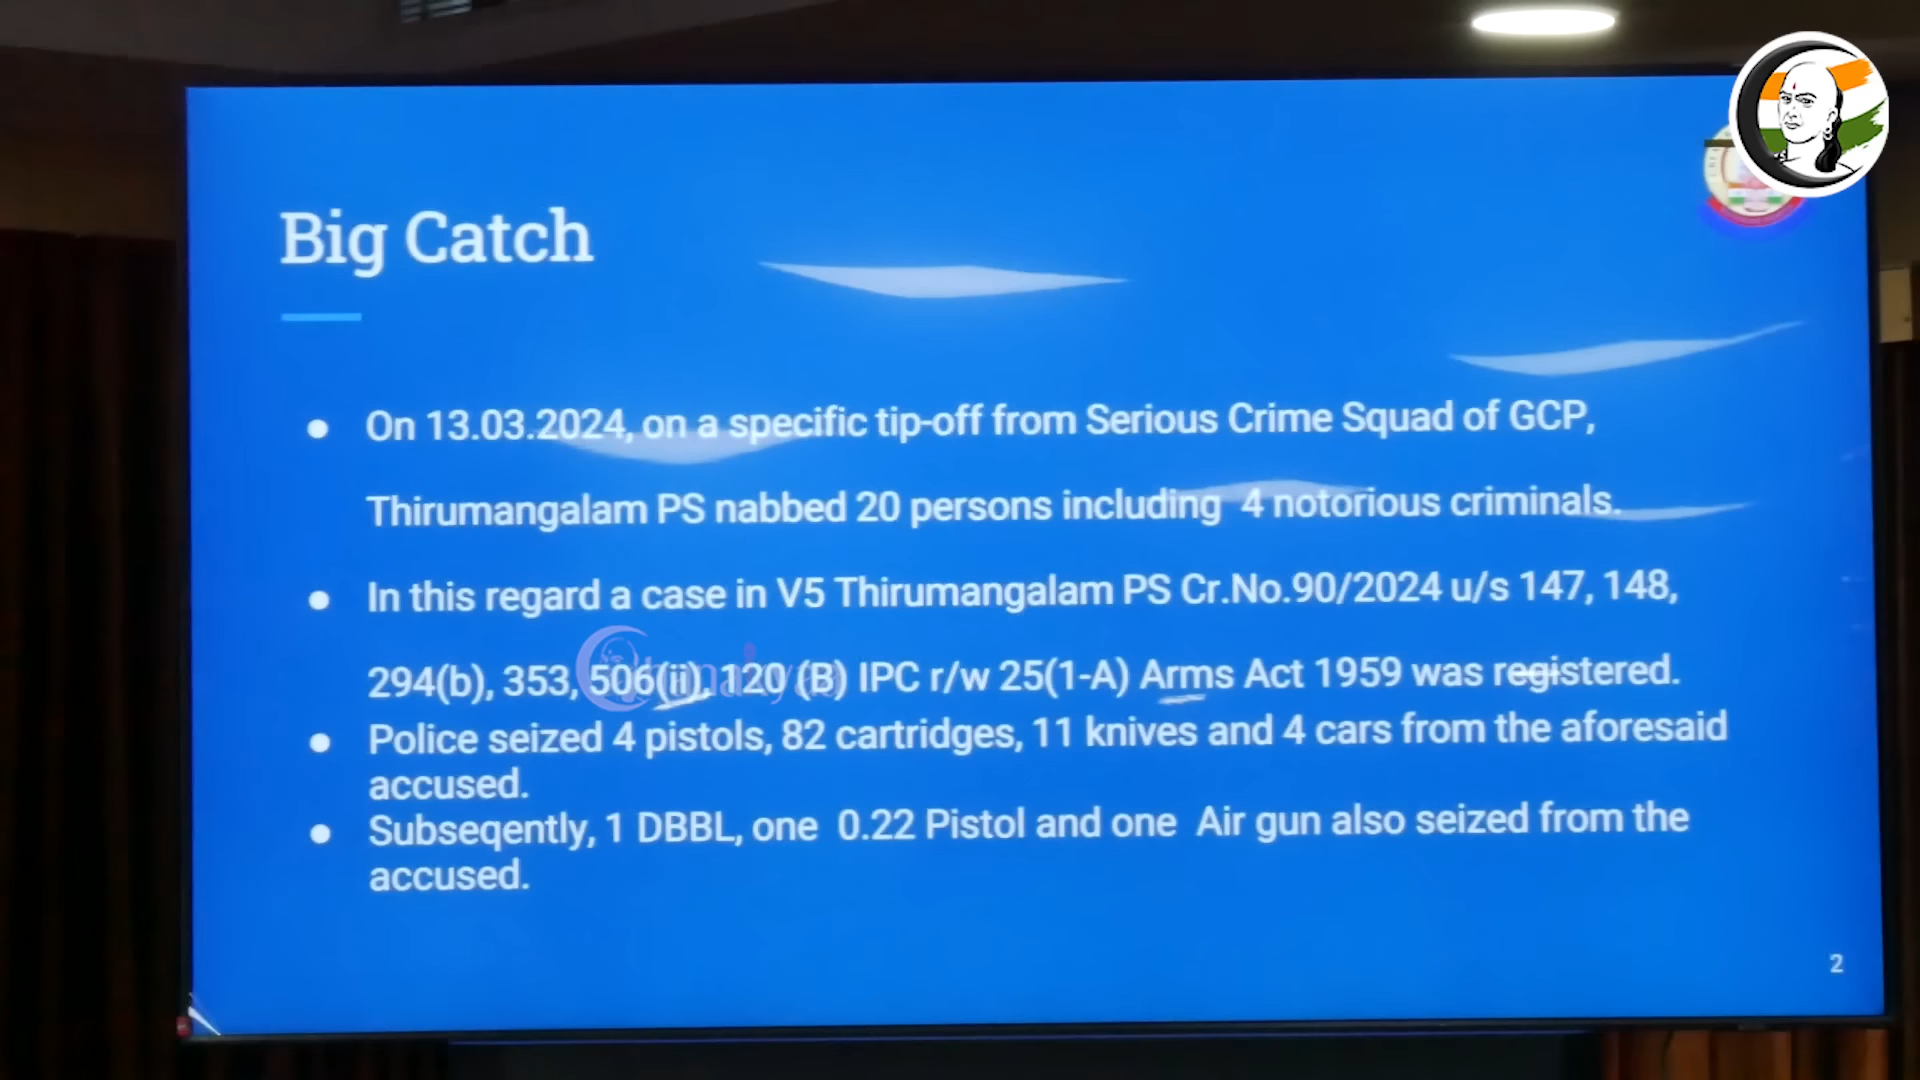 Big Catch
● On 13.03.2024, on a specific tip-off from Serious Crime Squad of GCP,
Thirumangalam PS nabbed 20 persons including 4 notorious criminals.
● In this regard a case in V5 Thirumangalam PS Cr.No.90/2024 u/s 147, 148,
294(b), 353, 506(ii), 120 (B) IPC r/w 25(1-A) Arms Act 1959 was registered.
● Police seized 4 pistols, 82 cartridges, 11 knives and 4 cars from the aforesaid
accused.
● Subseqently, 1 DBBL, one 0.22 Pistol and one Air gun also seized from the
accused.
2